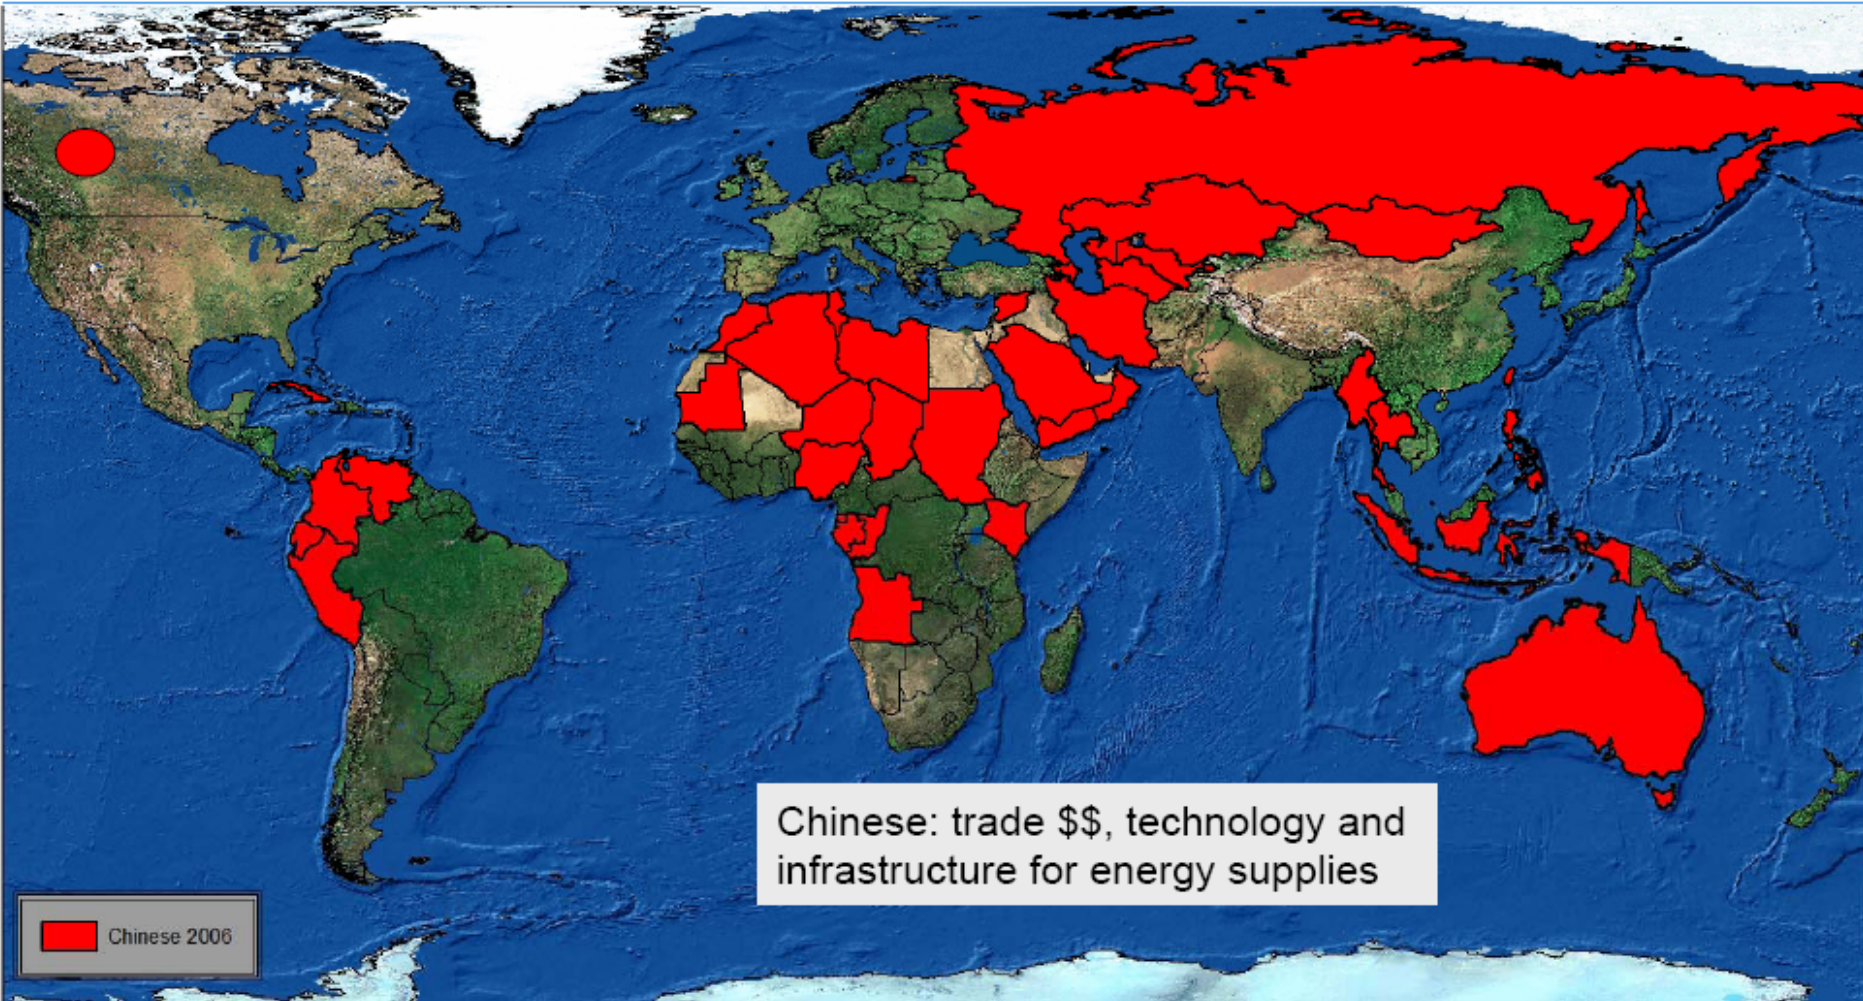 Chinese: trade $$, technology and
infrastructure for energy supplies
Chinese 2006